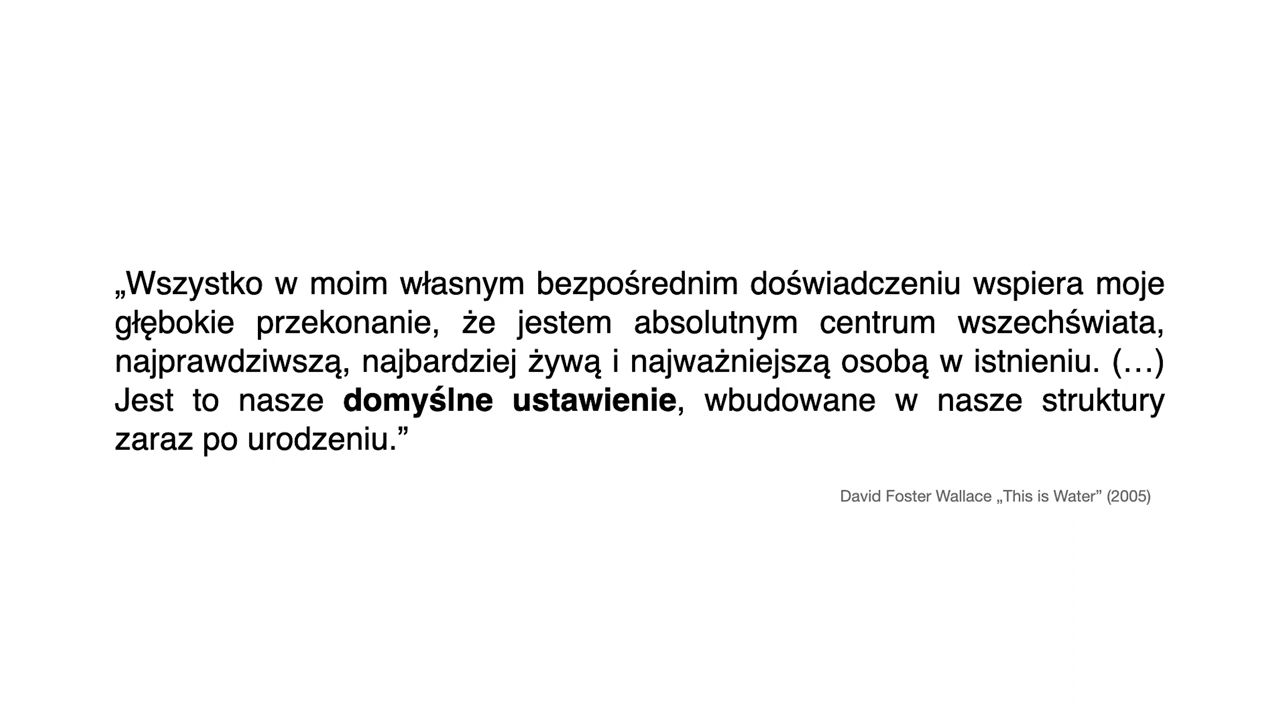 „Wszystko w moim własnym bezpośrednim doświadczeniu wspiera moje
głębokie przekonanie, że jestem absolutnym centrum wszechświata,
najprawdziwszą, najbardziej żywą i najważniejszą osobą w istnieniu. (…)
Jest to nasze domyślne ustawienie, wbudowane w nasze struktury
zaraz po urodzeniu.”
David Foster Wallace „This is Water” (2005)